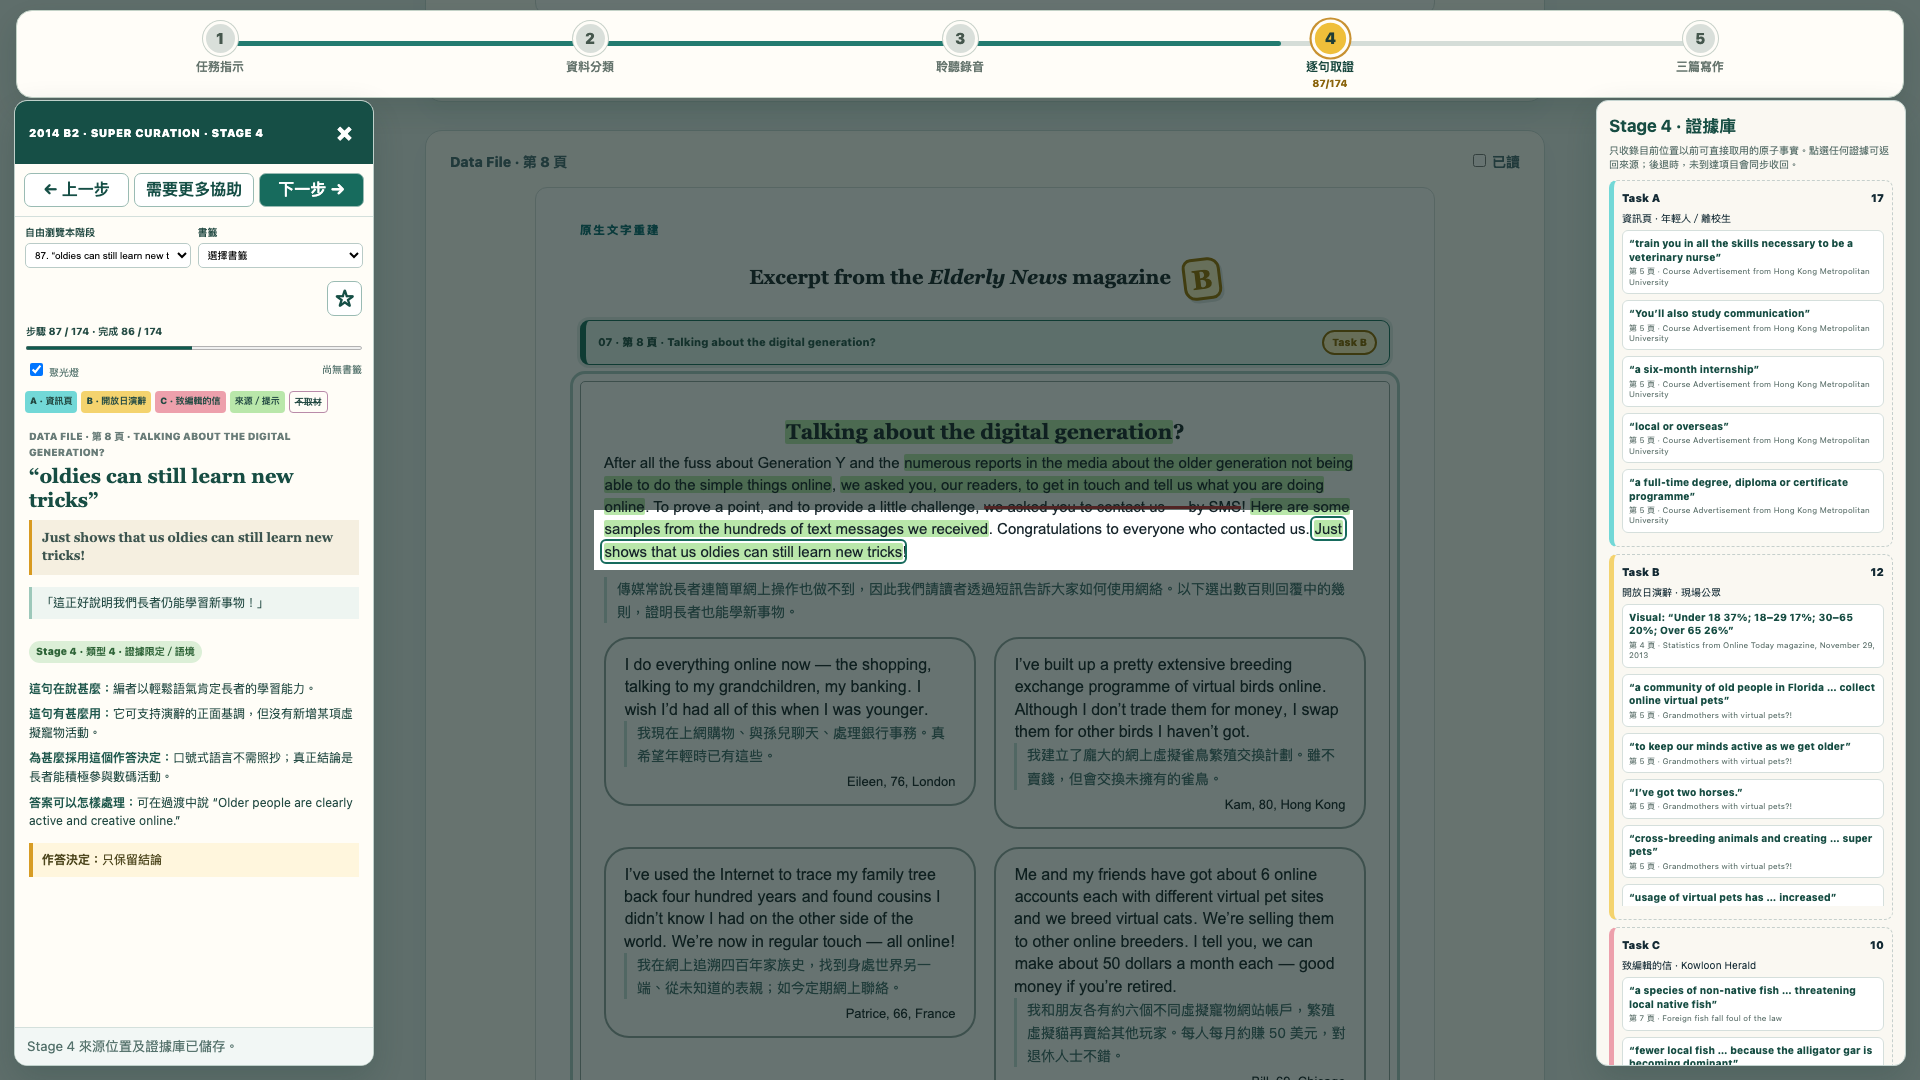 1
任務指示
2
資料分類
3
聆聽錄音
4
逐句取證
87/174
5
三篇寫作
2014 B2 · SUPER CURATION · STAGE 4
×
← 上一步
需要更多協助
下一步 →
自由瀏覽本階段
書籤
87. “oldies can still learn new t
選擇書籤
☆
步驟 87 / 174 · 完成 86 / 174
聚光燈
尚無書籤
A · 資訊頁
B · 開放日演辭
C · 致編輯的信
來源 / 提示
不取材
DATA FILE · 第 8 頁 · TALKING ABOUT THE DIGITAL
GENERATION?
“oldies can still learn new
tricks”
Just shows that us oldies can still learn new
tricks!
「這正好說明我們長者仍能學習新事物！」
Stage 4 · 類型 4 · 證據限定 / 語境
這句在說甚麼：編者以輕鬆語氣肯定長者的學習能力。
這句有甚麼用：它可支持演辭的正面基調，但沒有新增某項虛
擬寵物活動。
為甚麼採用這個作答決定：口號式語言不需照抄；真正結論是
長者能積極參與數碼活動。
答案可以怎樣處理：可在過渡中說 “Older people are clearly
active and creative online.”
作答決定：只保留結論
Stage 4 來源位置及證據庫已儲存。
Data File · 第 8 頁
已讀
原生文字重建
Excerpt from the Elderly News magazine
B
07 · 第 8 頁 · Talking about the digital generation?
Task B
Talking about the digital generation?
After all the fuss about Generation Y and the numerous reports in the media about the older generation not being
able to do the simple things online, we asked you, our readers, to get in touch and tell us what you are doing
online. To prove a point, and to provide a little challenge, we asked you to contact us — by SMS! Here are some
samples from the hundreds of text messages we received. Congratulations to everyone who contacted us. Just
shows that us oldies can still learn new tricks!
傳媒常說長者連簡單網上操作也做不到，因此我們請讀者透過短訊告訴大家如何使用網絡。以下選出數百則回覆中的幾
則，證明長者也能學新事物。
I do everything online now — the shopping,
talking to my grandchildren, my banking. I
wish I’d had all of this when I was younger.
我現在上網購物、與孫兒聊天、處理銀行事務。真
希望年輕時已有這些。
Eileen, 76, London
I’ve built up a pretty extensive breeding
exchange programme of virtual birds online.
Although I don’t trade them for money, I swap
them for other birds I haven’t got.
我建立了龐大的網上虛擬雀鳥繁殖交換計劃。雖不
賣錢，但會交換未擁有的雀鳥。
Kam, 80, Hong Kong
I’ve used the Internet to trace my family tree
back four hundred years and found cousins I
didn’t know I had on the other side of the
world. We’re now in regular touch — all online!
我在網上追溯四百年家族史，找到身處世界另一
端、從未知道的表親；如今定期網上聯絡。
Patrice, 66, France
Me and my friends have got about 6 online
accounts each with different virtual pet sites
and we breed virtual cats. We’re selling them
to other online breeders. I tell you, we can
make about 50 dollars a month each — good
money if you’re retired.
我和朋友各有約六個不同虛擬寵物網站帳戶，繁殖
虛擬貓再賣給其他玩家。每人每月約賺 50 美元，對
退休人士不錯。
Stage 4 · 證據庫
只收錄目前位置以前可直接取用的原子事實。點選任何證據可返
回來源；後退時，未到達項目會同步收回。
Task A
17
資訊頁 · 年輕人 / 離校生
“train you in all the skills necessary to be a
veterinary nurse”
第 5 頁 · Course Advertisement from Hong Kong Metropolitan
University
“You’ll also study communication”
第 5 頁 · Course Advertisement from Hong Kong Metropolitan
University
“a six-month internship”
第 5 頁 · Course Advertisement from Hong Kong Metropolitan
University
“local or overseas”
第 5 頁 · Course Advertisement from Hong Kong Metropolitan
University
“a full-time degree, diploma or certificate
programme”
第 5 頁 · Course Advertisement from Hong Kong Metropolitan
University
Task B
12
開放日演辭 · 現場公眾
Visual: “Under 18 37%; 18–29 17%; 30–65
20%; Over 65 26%”
第 4 頁 · Statistics from Online Today magazine, November 29,
2013
“a community of old people in Florida … collect
online virtual pets”
第 5 頁 · Grandmothers with virtual pets?!
“to keep our minds active as we get older”
第 5 頁 · Grandmothers with virtual pets?!
“I’ve got two horses.”
第 5 頁 · Grandmothers with virtual pets?!
“cross-breeding animals and creating … super
pets”
第 5 頁 · Grandmothers with virtual pets?!
“usage of virtual pets has … increased”
Task C
10
致編輯的信 · Kowloon Herald
“a species of non-native fish … threatening
local native fish”
第 7 頁 · Foreign fish fall foul of the law
“fewer local fish … because the alligator gar is
becoming dominant”